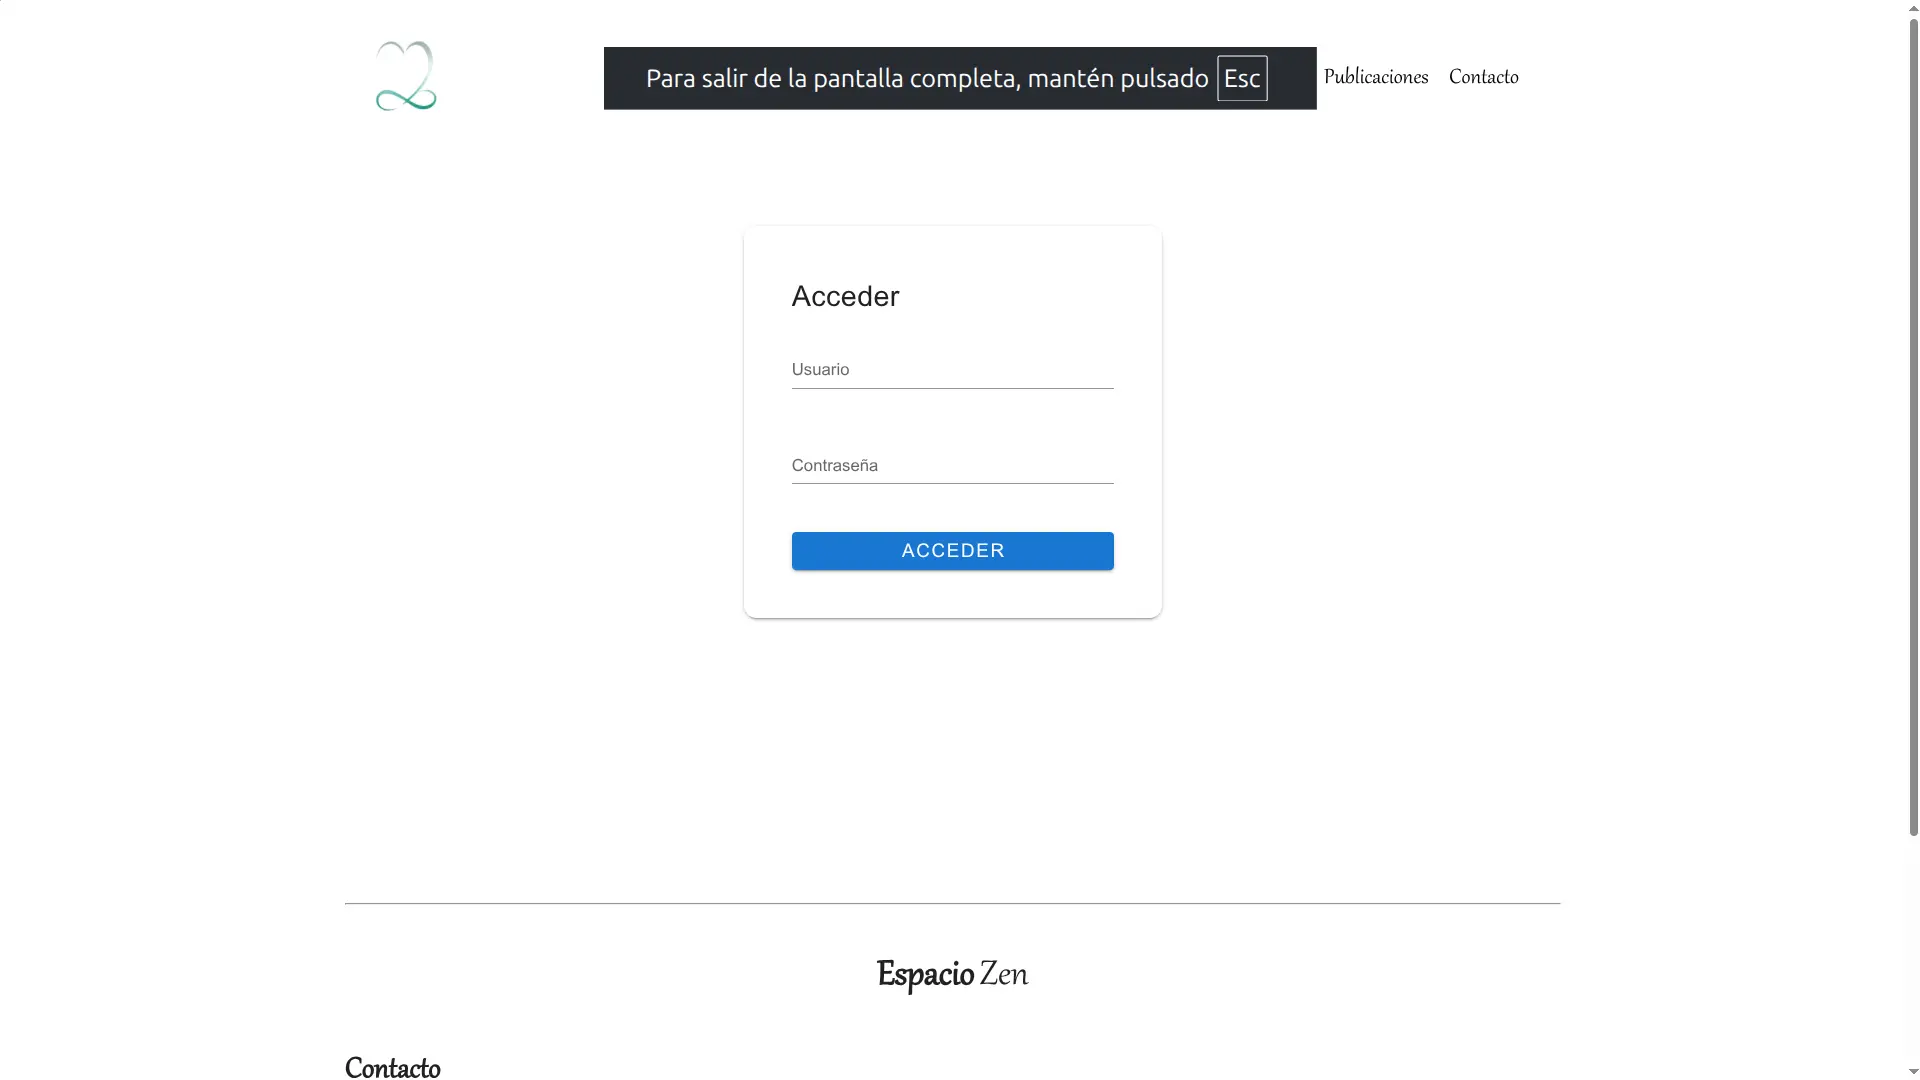 Para salir de la pantalla completa, mantén pulsado Esc
Publicaciones
Contacto
Acceder
Usuario
Contraseña
ACCEDER
Espacio Zen
Contacto